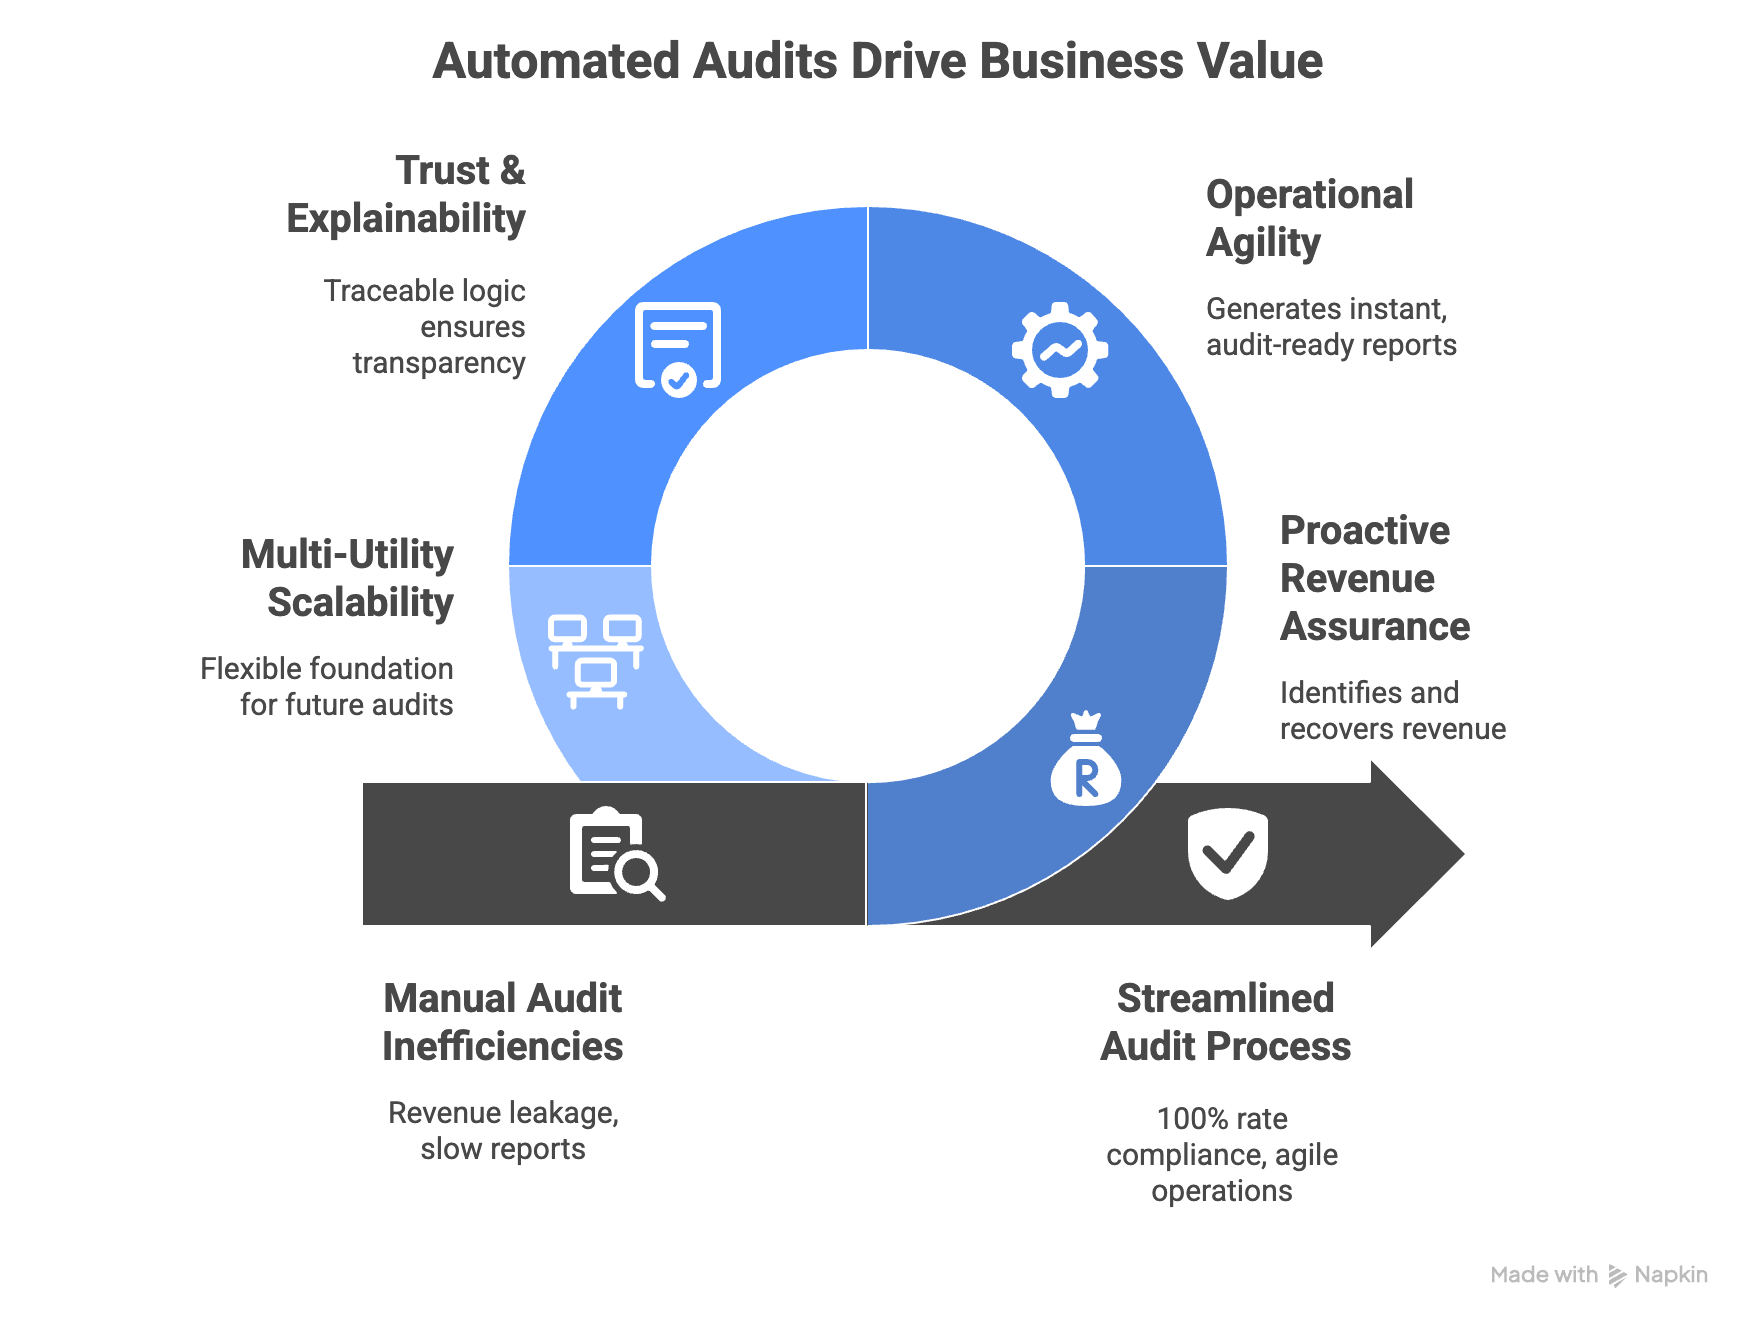 Automated Audits Drive Business Value
Trust &
Explainability
Traceable logic
ensures
transparency
Operational
Agility
Generates instant,
audit-ready reports
Multi-Utility
Scalability
Flexible foundation
for future audits
Proactive
Revenue
Assurance
Identifies and
recovers revenue
R
Manual Audit
Inefficiencies
Revenue leakage,
slow reports
Streamlined
Audit Process
100% rate
compliance, agile
operations
Made with Napkin